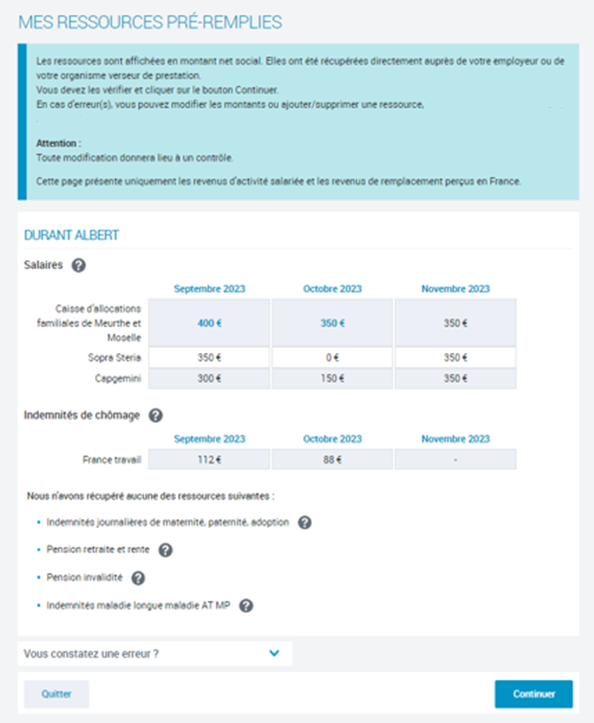 MES RESSOURCES PRÉ-REMPLIES
Les ressources sont affichées en montant net social. Elles ont été récupérées directement auprès de votre employeur ou de
votre organisme verseur de prestation.
Vous devez les vérifier et cliquer sur le bouton Continuer.
En cas d'erreur(s), vous pouvez modifier les montants ou ajouter/supprimer une ressource,
Attention :
Toute modification donnera lieu à un contrôle.
Cette page présente uniquement les revenus d'activité salariée et les revenus de remplacement perçus en France.
DURANT ALBERT
Salaires ?
Septembre 2023 Octobre 2023 Novembre 2023
Caisse d'allocations
familiales de Meurthe et
Moselle
400 € 350 € 350 €
Sopra Steria 350 € 0 € 350 €
Capgemini 300 € 150 € 350 €
Indemnités de chômage ?
Septembre 2023 Octobre 2023 Novembre 2023
France travail 112 € 88 € -
Nous n'avons récupéré aucune des ressources suivantes :
• Indemnités journalières de maternité, paternité, adoption ?
• Pension retraite et rente ?
• Pension invalidité ?
• Indemnités maladie longue maladie AT MP ?
Vous constatez une erreur ?
Quitter Continuer